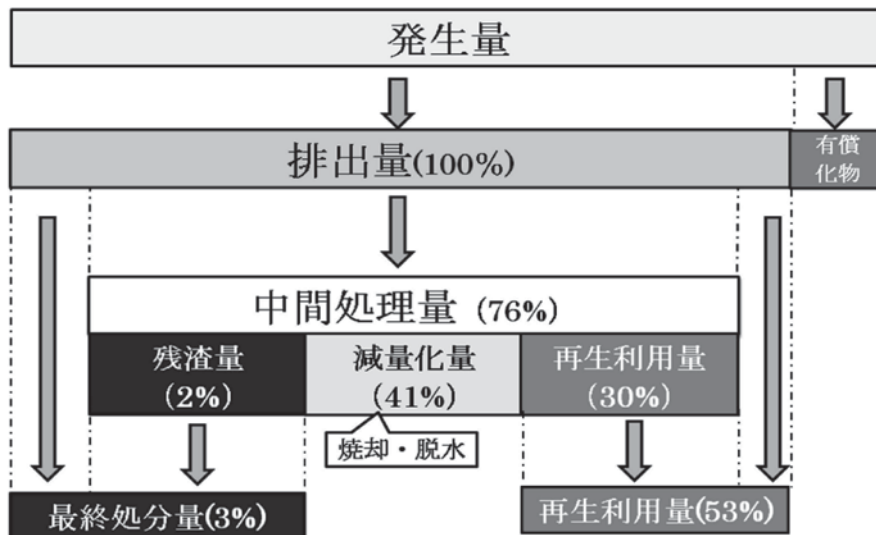 発生量
排出量(100%)
有償
化物
中間処理量 (76%)
残渣量
(2%)
減量化量
(41%)
再生利用量
(30%)
焼却・脱水
最終処分量(3%)
再生利用量(53%)